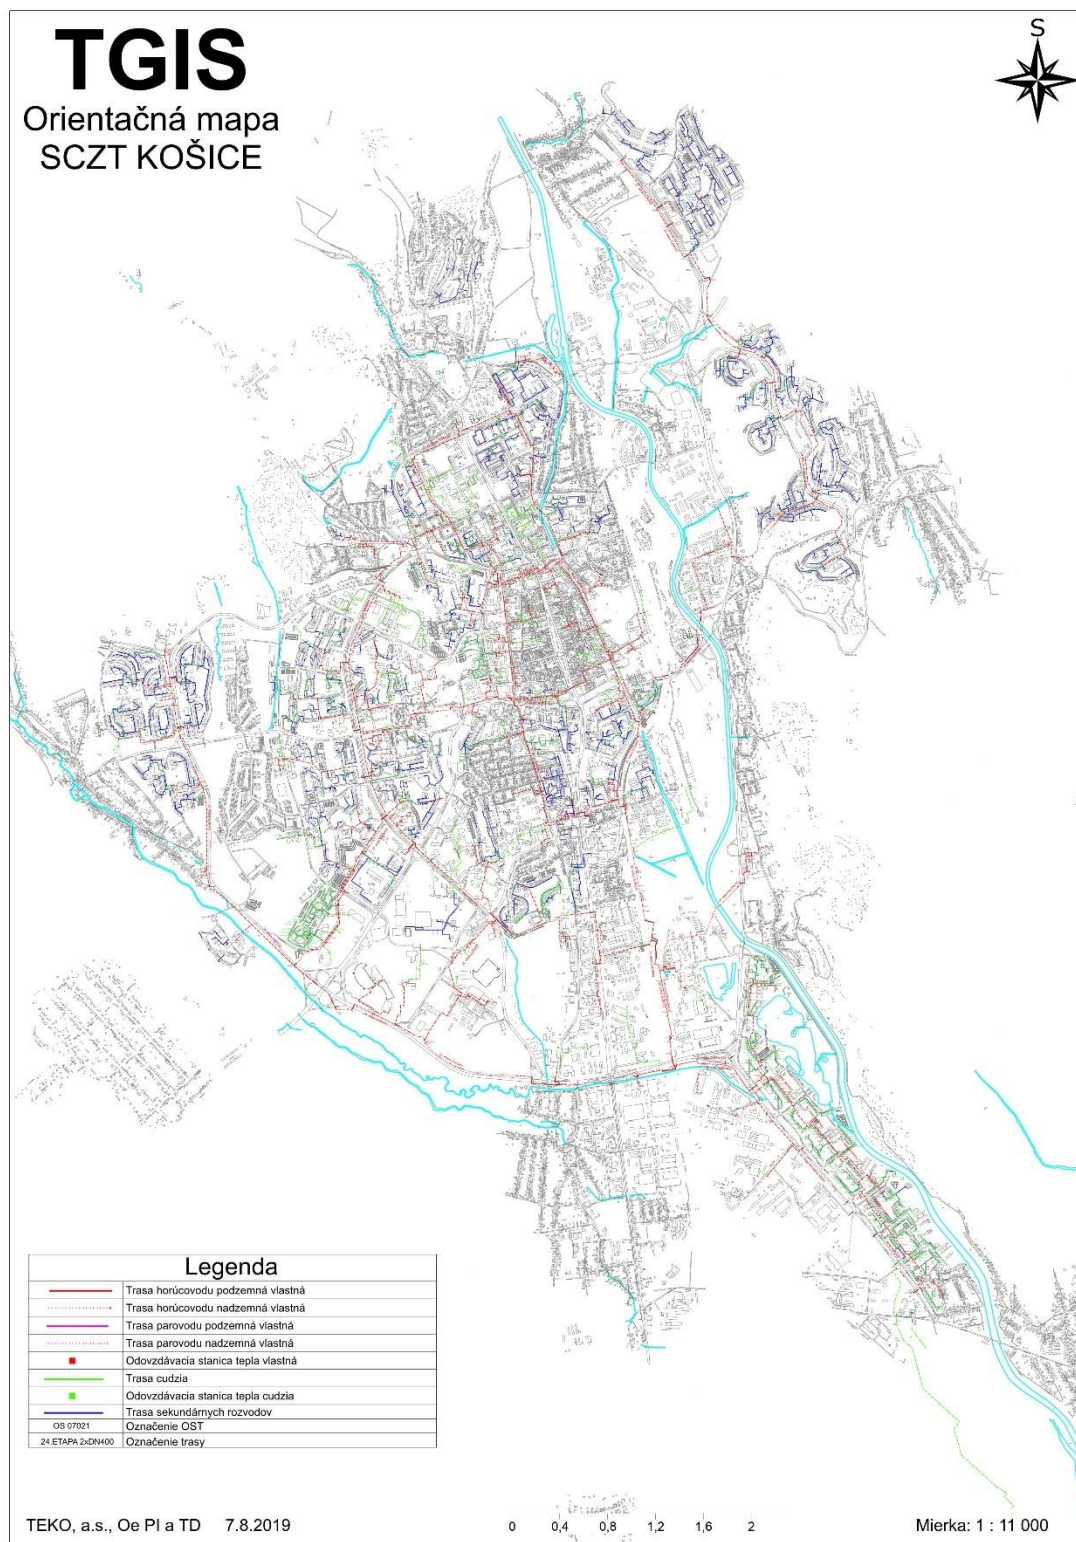 TGIS
Orientačná mapa
SCZT KOŠICE
S
Legenda
Trasa horúcovodu podzemná vlastná
Trasa horúcovodu nadzemná vlastná
Trasa parovodu podzemná vlastná
Trasa parovodu nadzemná vlastná
Odovzdávacia stanica tepla vlastná
Trasa cudzia
Odovzdávacia stanica tepla cudzia
Trasa sekundárnych rozvodov
OS 07021 Označenie OST
24.ETAPA 2xDN400 Označenie trasy
TEKO, a.s., Oe PI a TD 7.8.2019
0 0,4 0,8 1,2 1,6 2
Mierka: 1 : 11 000